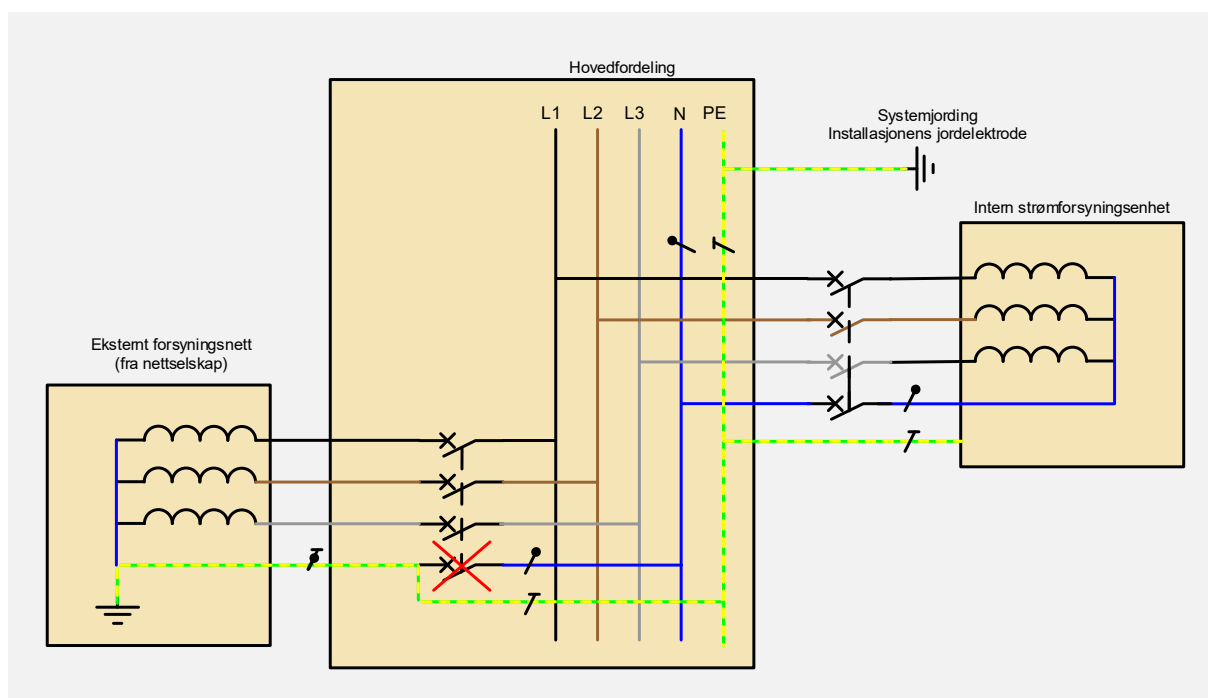 Hovedfordeling
L1 L2 L3 N PE
Systemjording
Installasjonens jordelektrode
Intern strømforsyningsenhet
Eksternt forsyningsnett
(fra nettselskap)